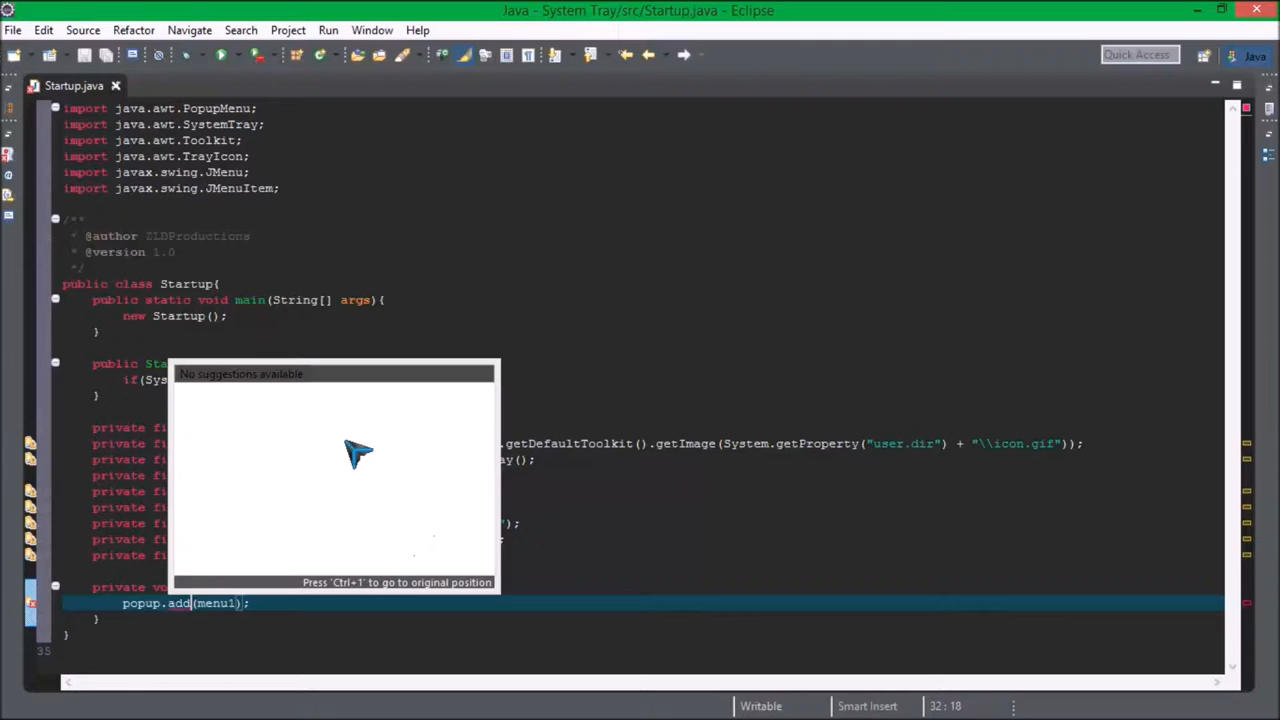 Java - System Tray/src/Startup.java - Eclipse
File Edit Source Refactor Navigate Search Project Run Window Help
Quick Access Java
Startup.java
import java.awt.PopupMenu;
import java.awt.SystemTray;
import java.awt.Toolkit;
import java.awt.TrayIcon;
import javax.swing.JMenu;
import javax.swing.JMenuItem;
/**
* @author ZLDProductions
* @version 1.0
*/
public class Startup{
public static void main(String[] args){
new Startup();
}
public Sta
if(Sys
}
No suggestions available
private fi
private fi .getDefaultToolkit().getImage(System.getProperty("user.dir") + "\\icon.gif"));
private fi ay();
private fi
private fi
private fi ");
private fi ;
private fi
Press 'Ctrl+1' to go to original position
private vo
popup.add(menu1);
}
}
35
Writable Smart Insert 32 : 18